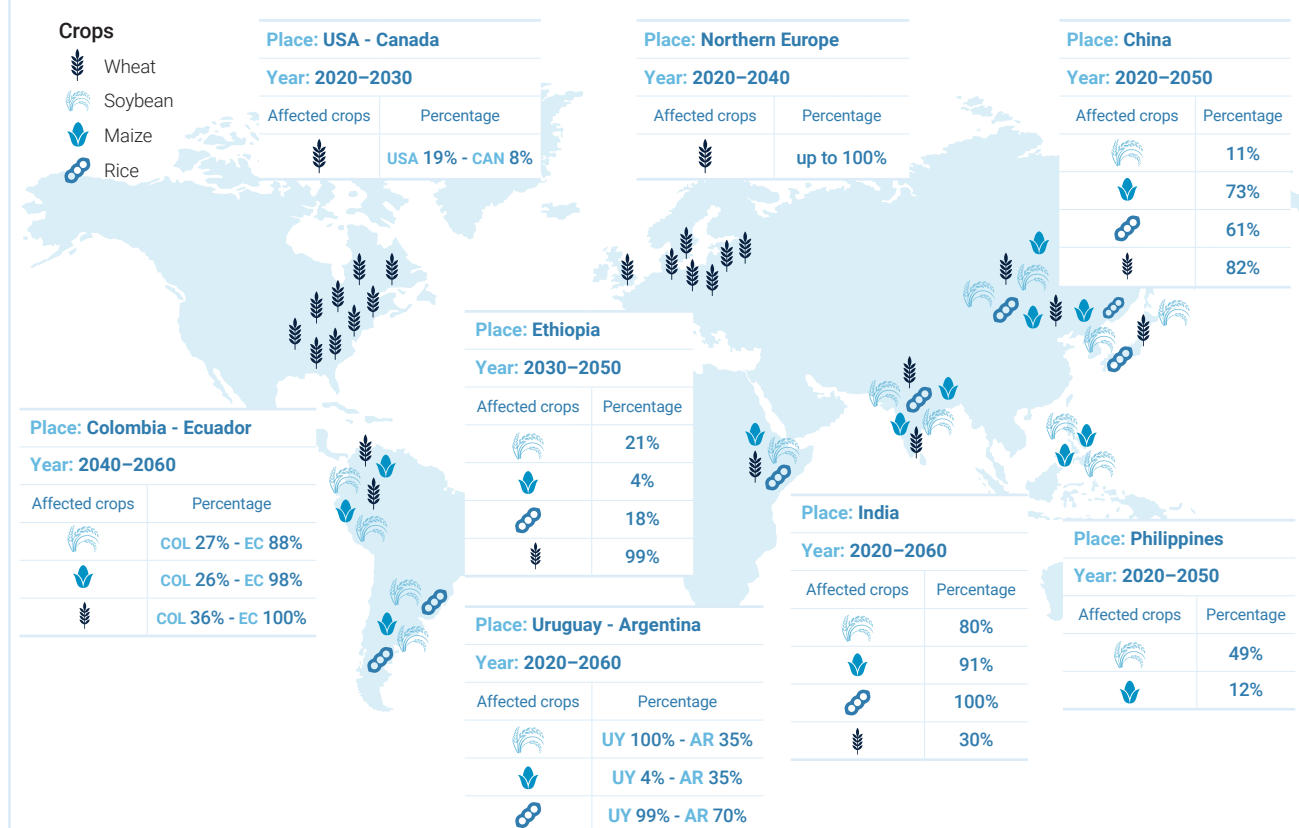 Crops
Wheat
Soybean
Maize
Rice
Place: USA - Canada
Year: 2020–2030
Affected crops Percentage
USA 19% - CAN 8%
Place: Northern Europe
Year: 2020–2040
Affected crops Percentage
up to 100%
Place: China
Year: 2020–2050
Affected crops Percentage
11%
73%
61%
82%
Place: Ethiopia
Year: 2030–2050
Affected crops Percentage
21%
4%
18%
99%
Place: Colombia - Ecuador
Year: 2040–2060
Affected crops Percentage
COL 27% - EC 88%
COL 26% - EC 98%
COL 36% - EC 100%
Place: India
Year: 2020–2060
Affected crops Percentage
80%
91%
100%
30%
Place: Philippines
Year: 2020–2050
Affected crops Percentage
49%
12%
Place: Uruguay - Argentina
Year: 2020–2060
Affected crops Percentage
UY 100% - AR 35%
UY 4% - AR 35%
UY 99% - AR 70%